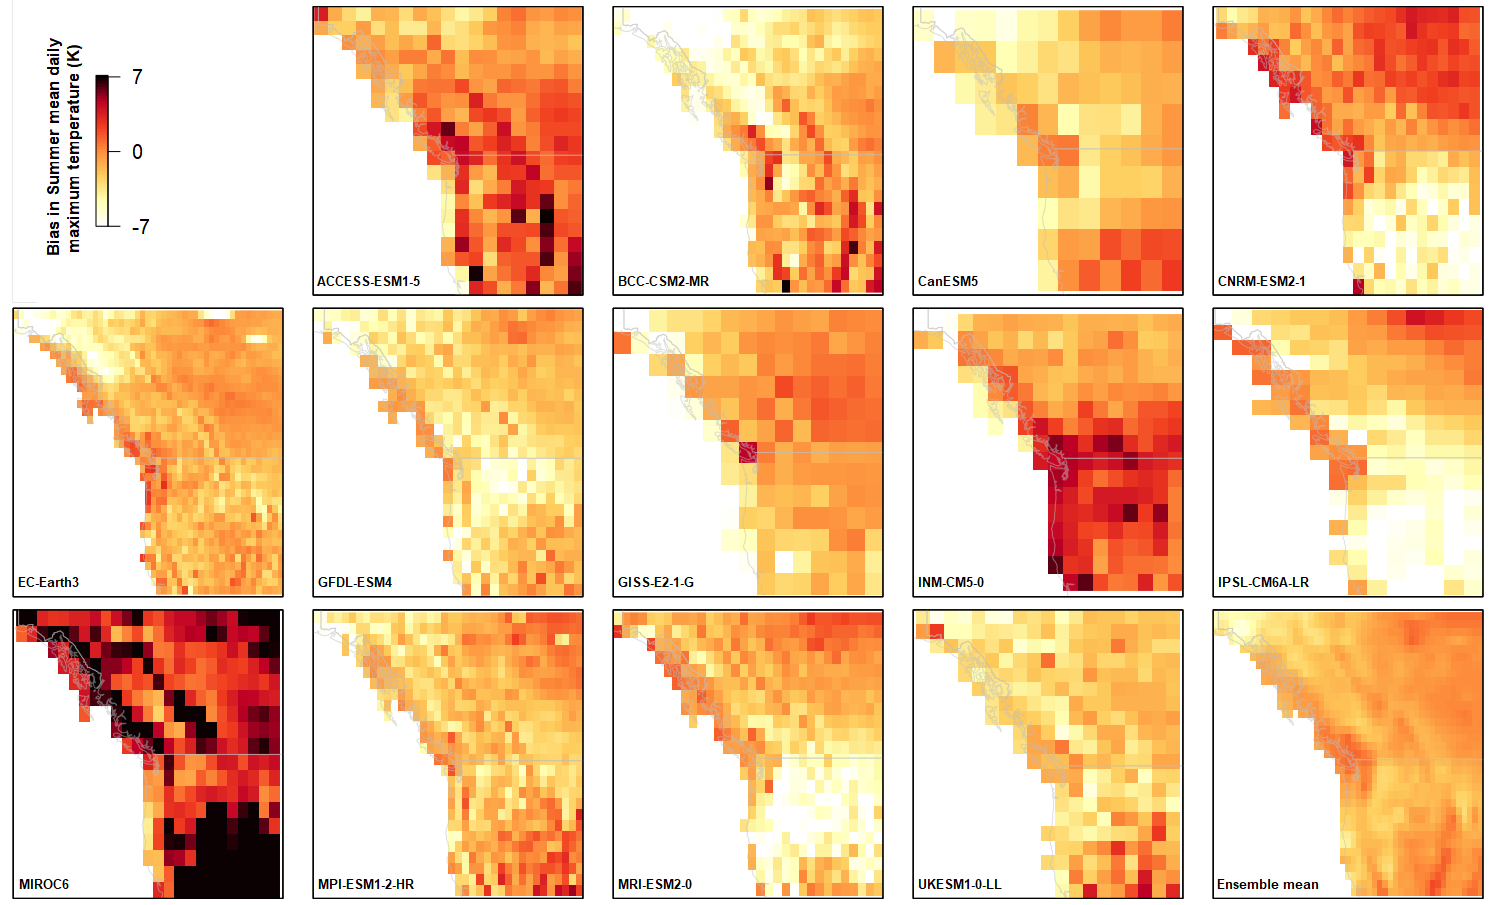 Bias in Summer mean daily
maximum temperature (K)
7
0
-7
ACCESS-ESM1-5
BCC-CSM2-MR
CanESM5
CNRM-ESM2-1
EC-Earth3
GFDL-ESM4
GISS-E2-1-G
INM-CM5-0
IPSL-CM6A-LR
MIROC6
MPI-ESM1-2-HR
MRI-ESM2-0
UKESM1-0-LL
Ensemble mean